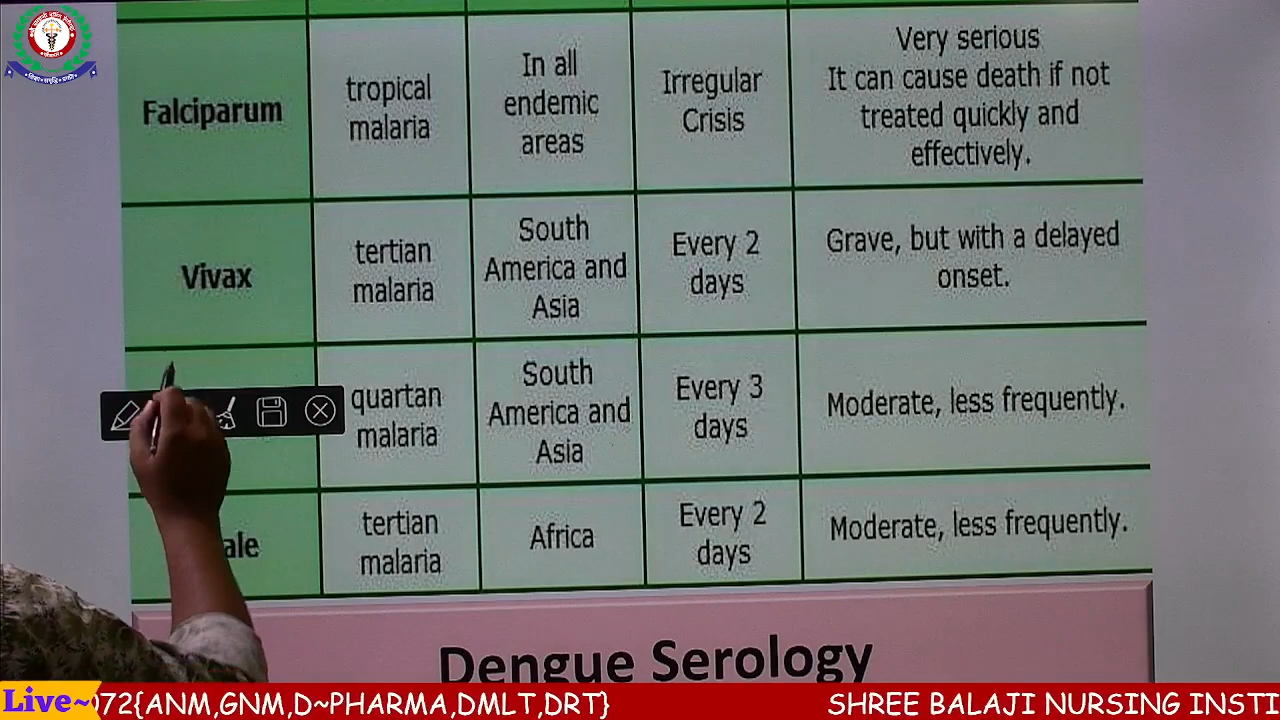 Falciparum
tropical
malaria
In all
endemic
areas
Irregular
Crisis
Very serious
It can cause death if not
treated quickly and
effectively.
Vivax
tertian
malaria
South
America and
Asia
Every 2
days
Grave, but with a delayed
onset.
quartan
malaria
South
America and
Asia
Every 3
days
Moderate, less frequently.
ale
tertian
malaria
Africa
Every 2
days
Moderate, less frequently.
Dengue Serology
Live~
072{ANM,GNM,D~PHARMA,DMLT,DRT}
SHREE BALAJI NURSING INSTI